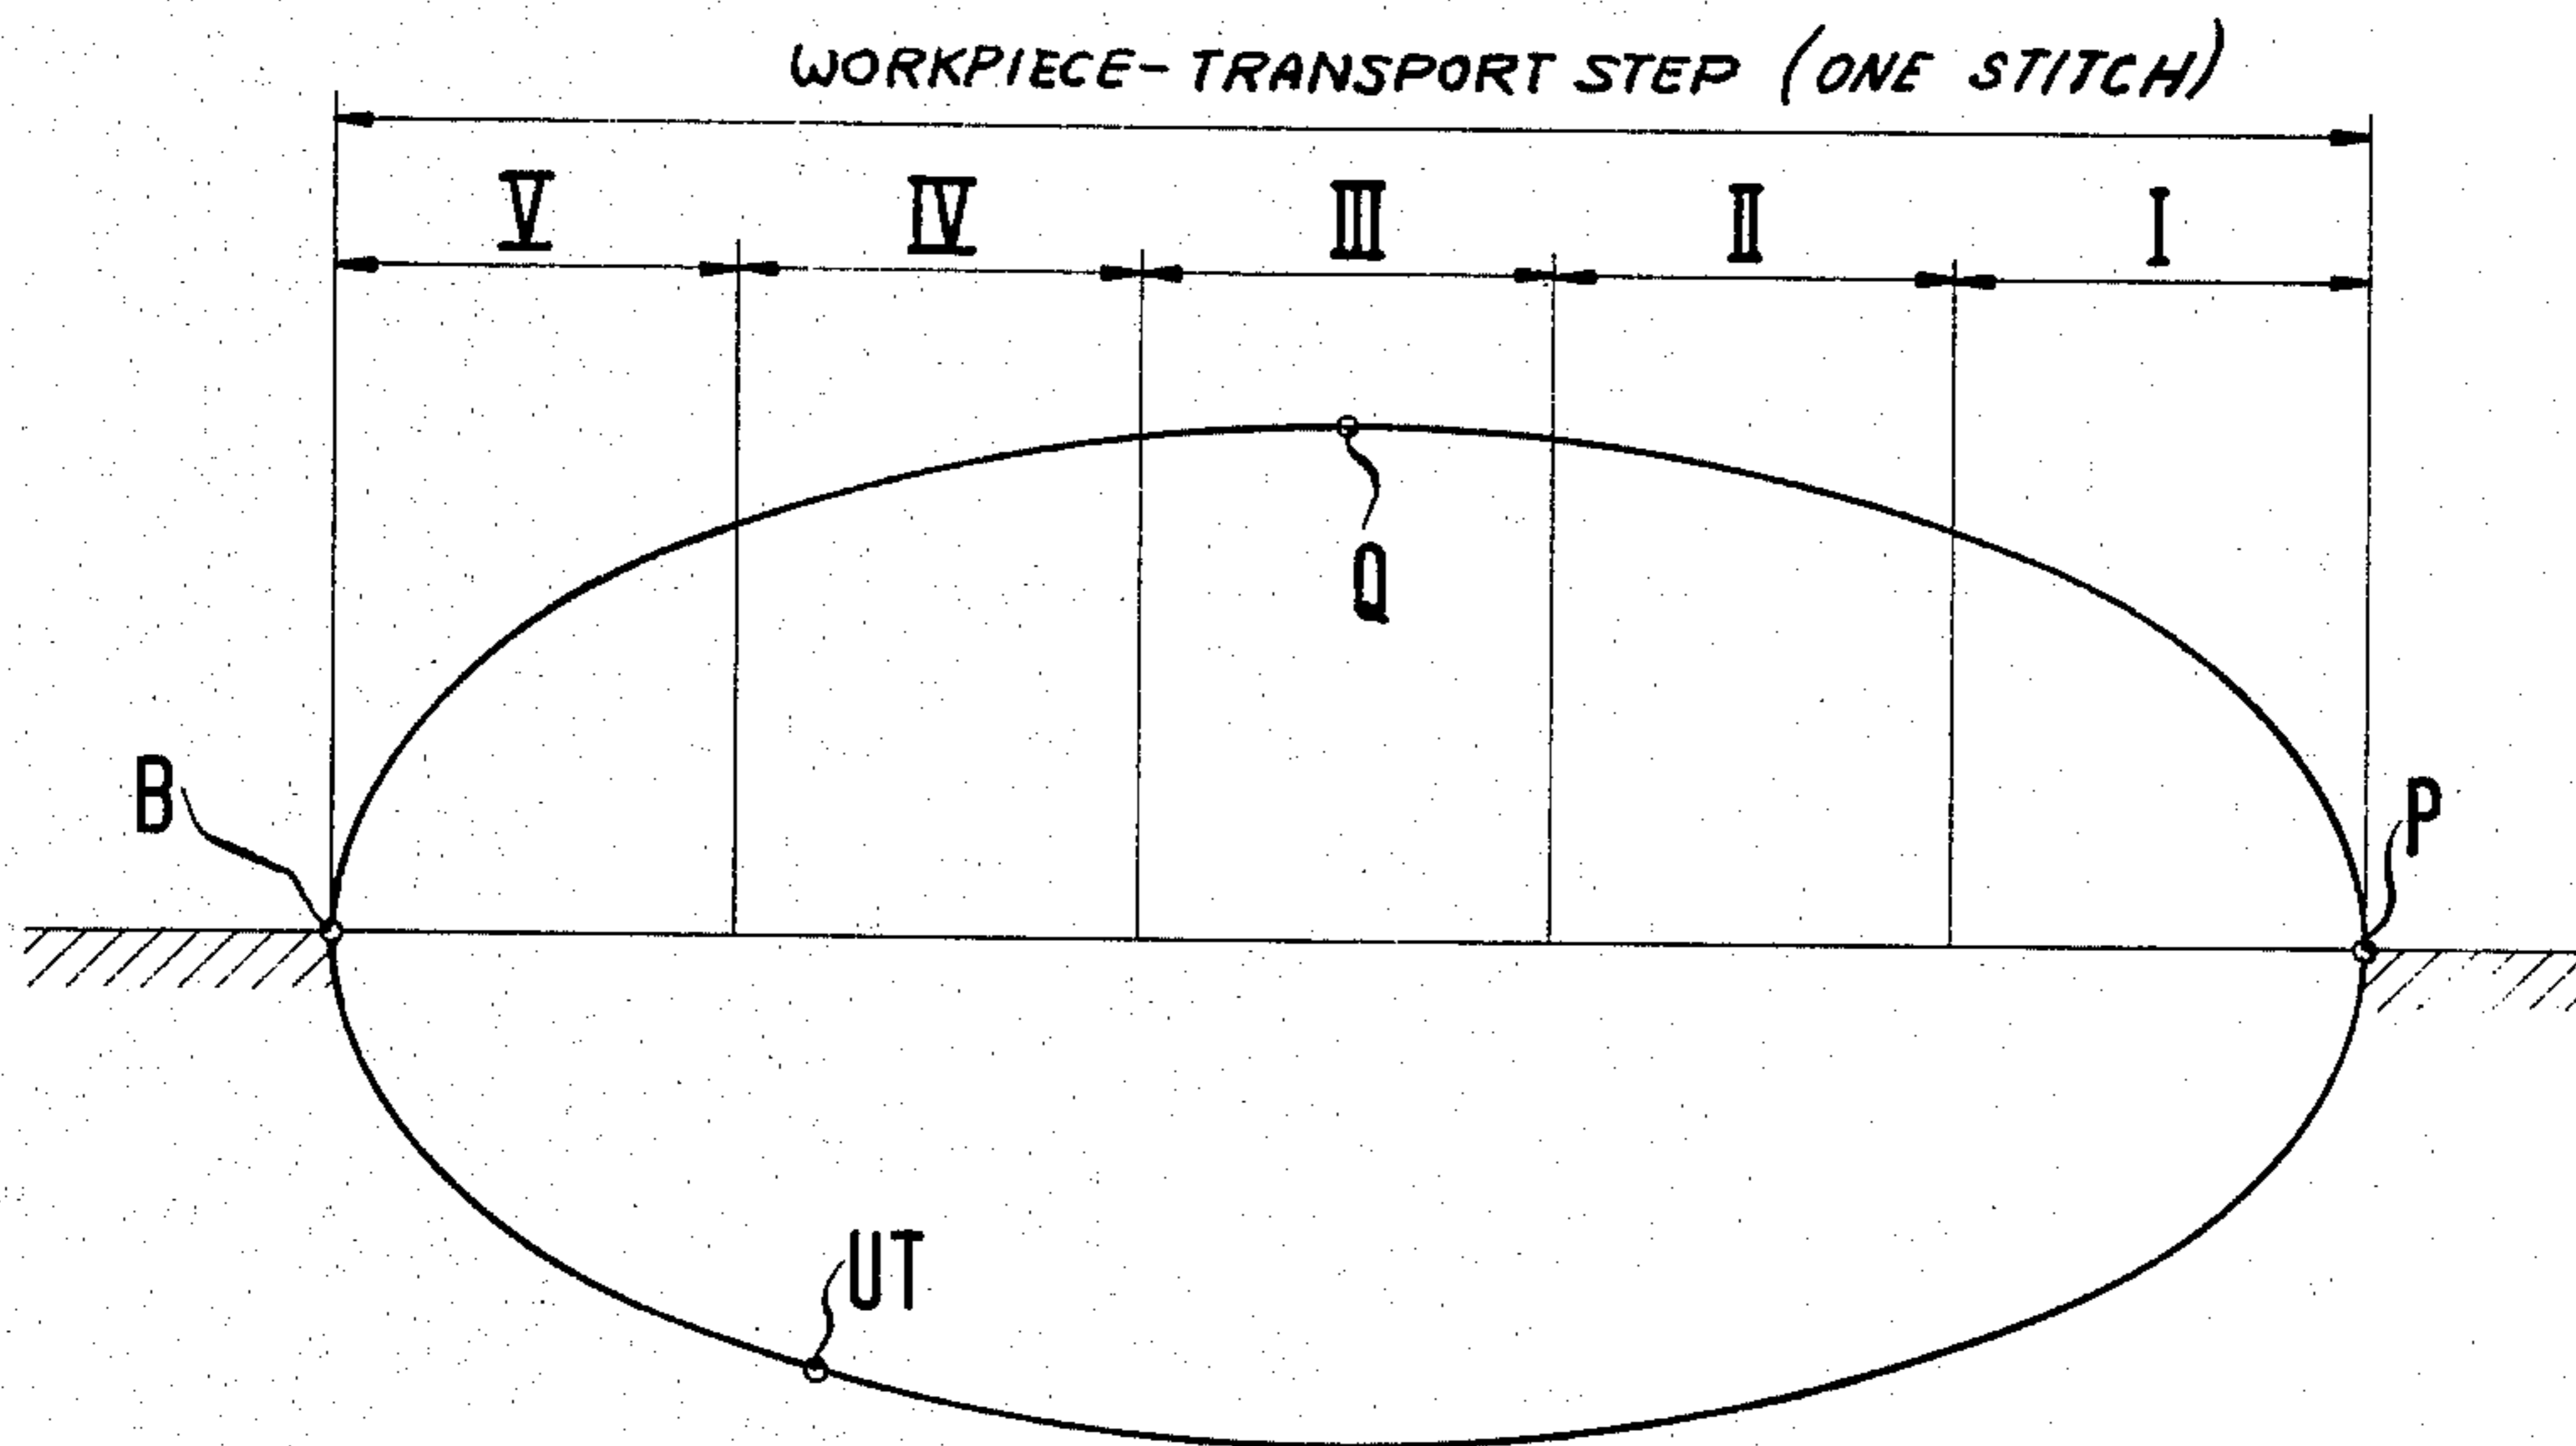 WORKPIECE-TRANSPORT STEP (ONE STITCH)
V IV III II I
Q
B
P
UT